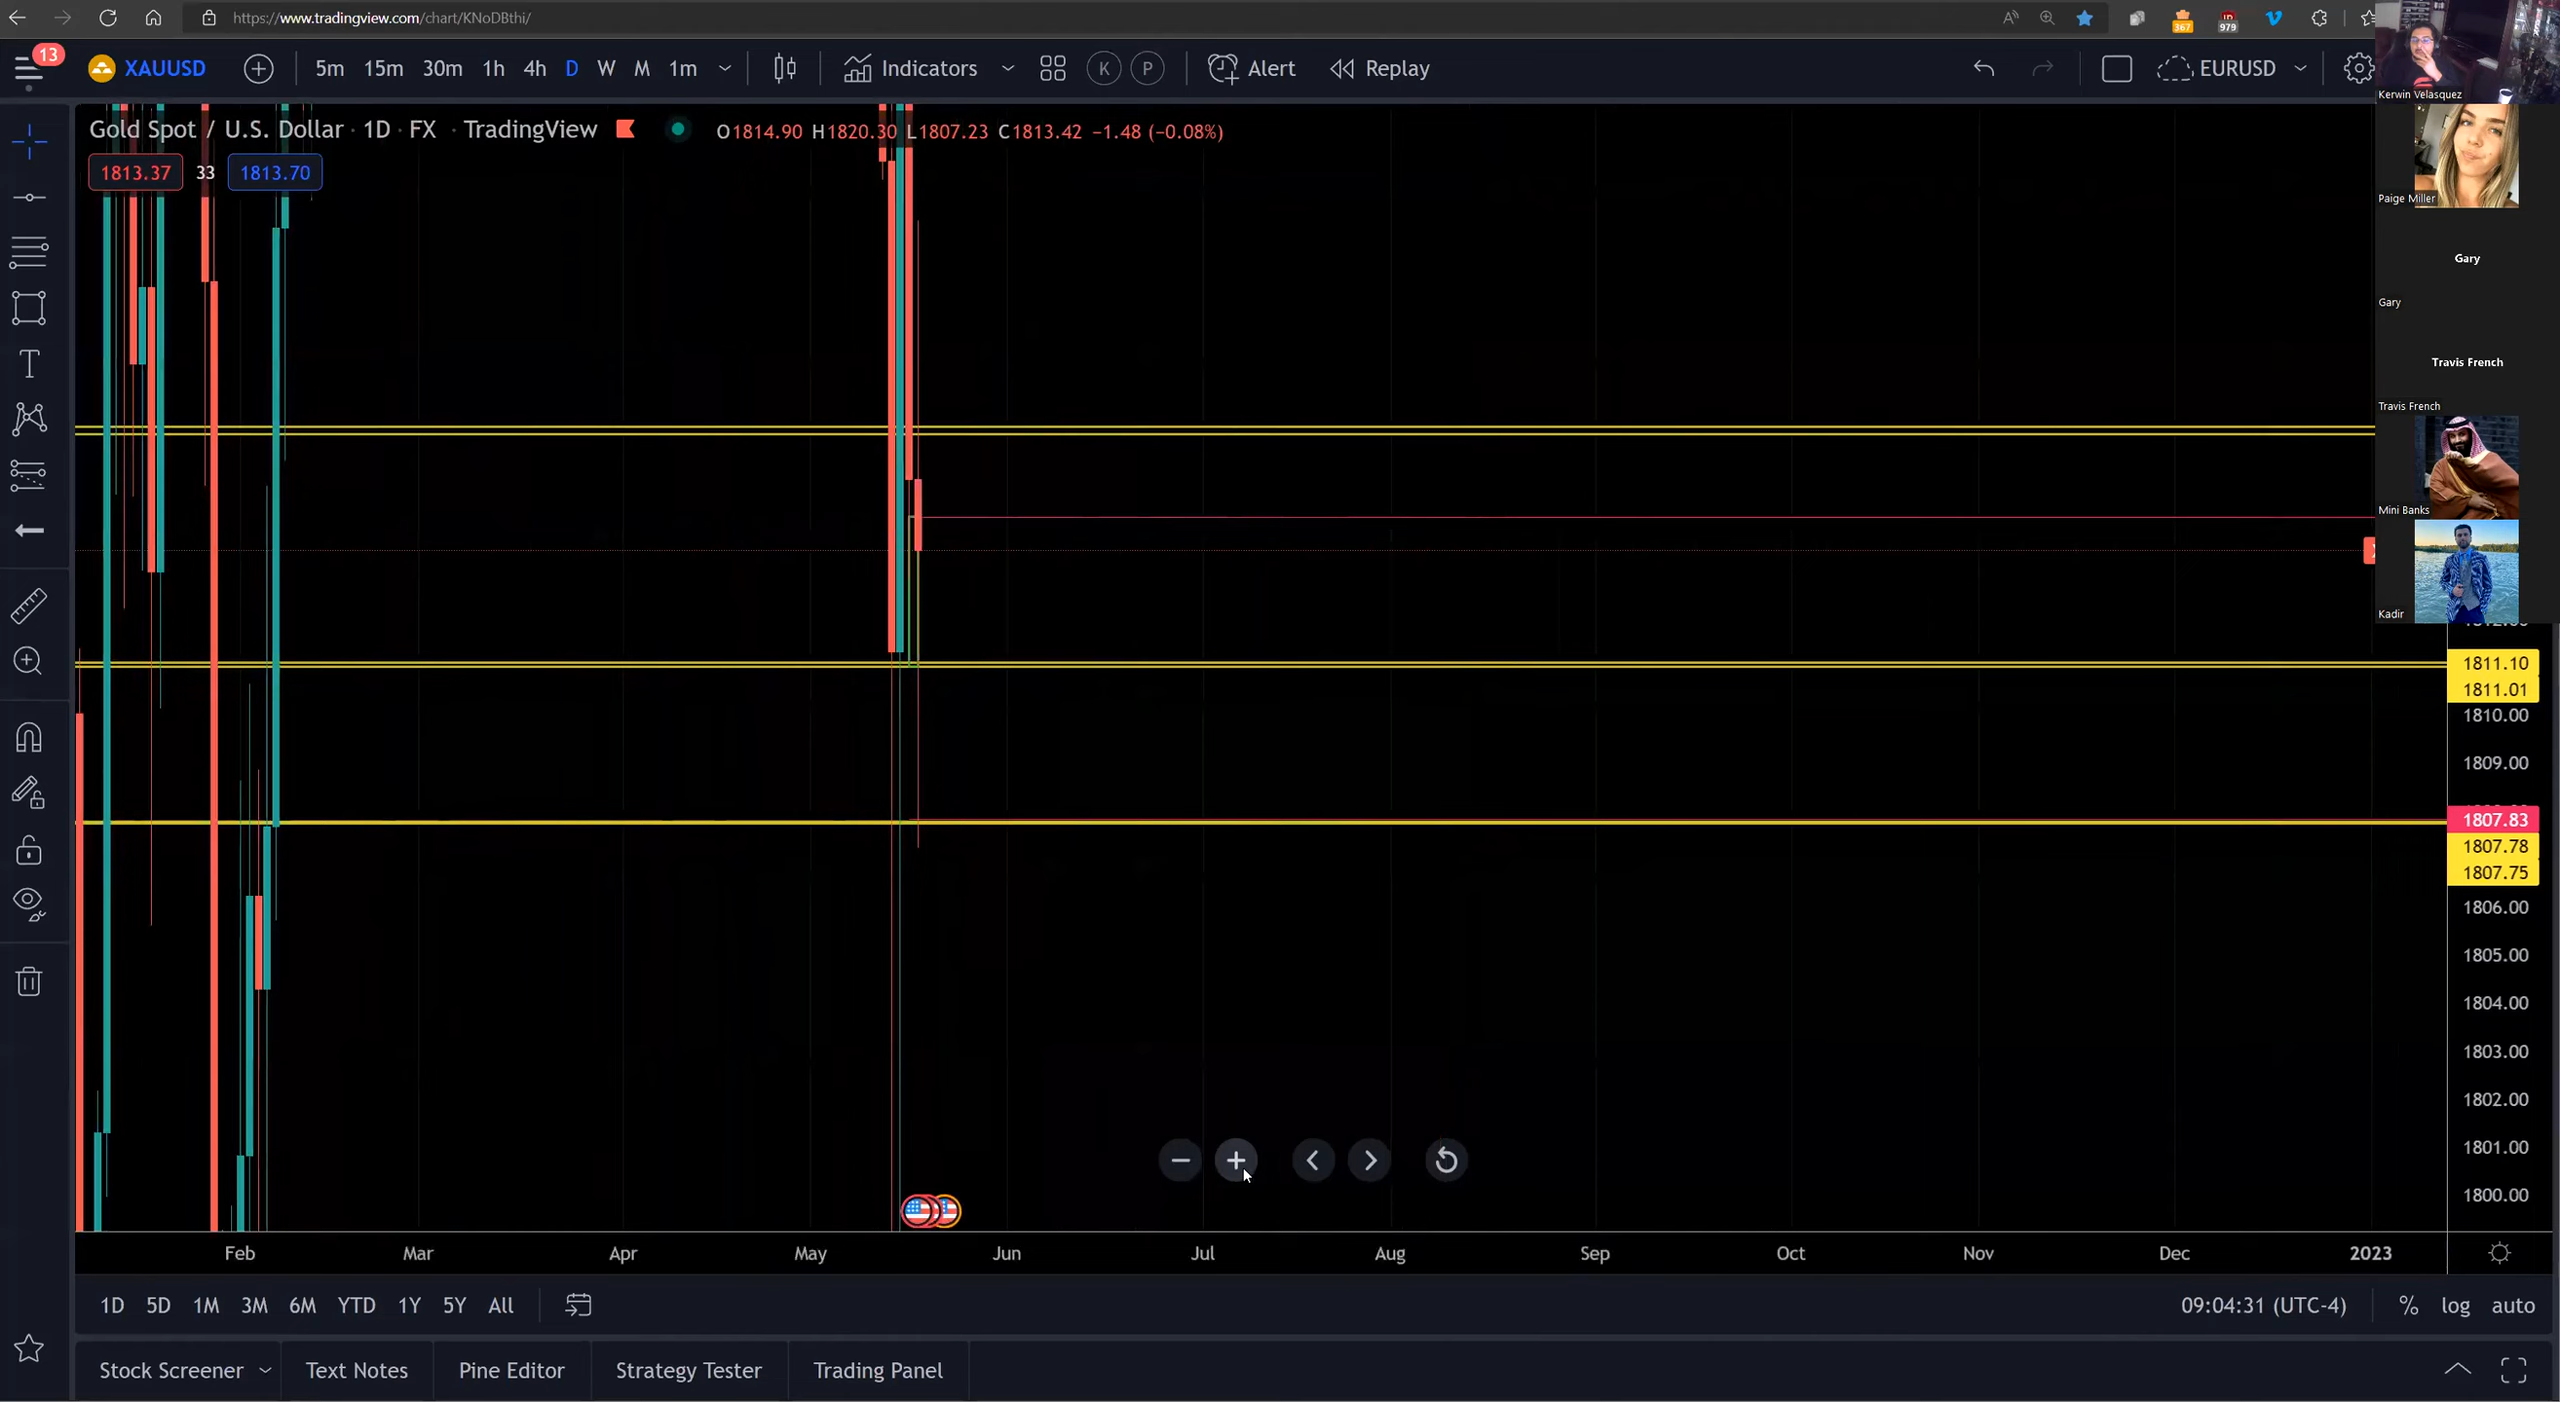 https://www.tradingview.com/chart/KNoDBthi/
367
979
13
XAUUSD
5m 15m 30m 1h 4h D W M 1m
Indicators
K P
Alert
Replay
EURUSD
Kerwin Velasquez
Gold Spot / U.S. Dollar · 1D · FX · TradingView
O1814.90 H1820.30 L1807.23 C1813.42 −1.48 (−0.08%)
1813.37 33 1813.70
Paige Miller
Gary
Gary
Travis French
Travis French
Mini Banks
Kadir
1811.10
1811.01
1810.00
1809.00
1807.83
1807.78
1807.75
1806.00
1805.00
1804.00
1803.00
1802.00
1801.00
1800.00
Feb Mar Apr May Jun Jul Aug Sep Oct Nov Dec 2023
1D 5D 1M 3M 6M YTD 1Y 5Y All
09:04:31 (UTC-4) % log auto
Stock Screener Text Notes Pine Editor Strategy Tester Trading Panel